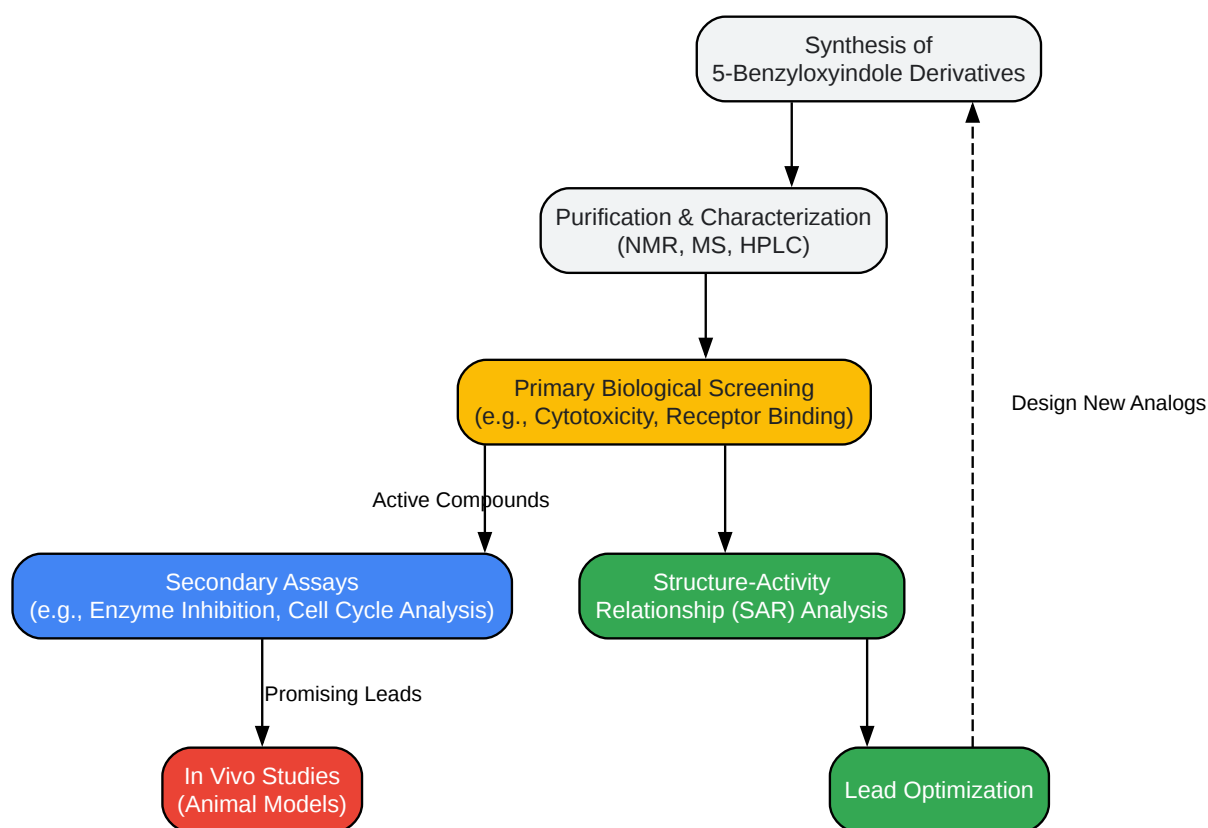 Synthesis of
5-Benzyloxyindole Derivatives
Purification & Characterization
(NMR, MS, HPLC)
Primary Biological Screening
(e.g., Cytotoxicity, Receptor Binding)
Design New Analogs
Active Compounds
Secondary Assays
(e.g., Enzyme Inhibition, Cell Cycle Analysis)
Structure-Activity
Relationship (SAR) Analysis
Promising Leads
In Vivo Studies
(Animal Models)
Lead Optimization